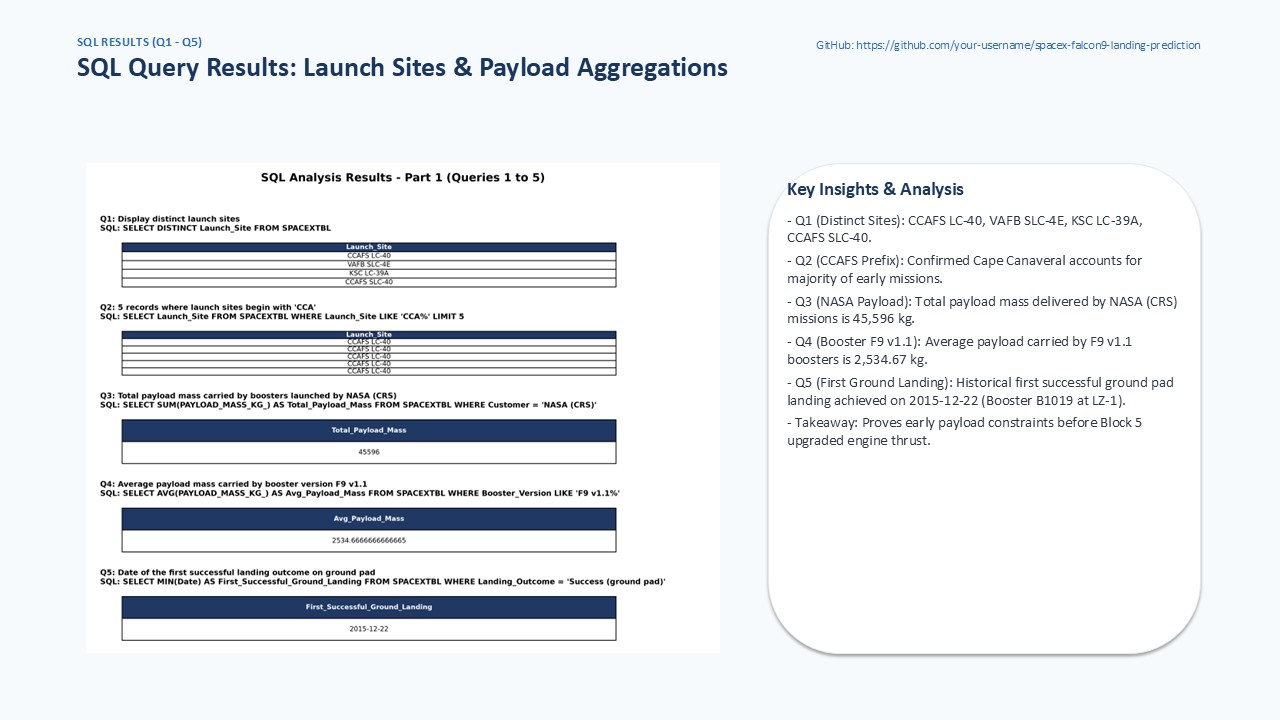 SQL RESULTS (Q1 - Q5)
GitHub: https://github.com/your-username/spacex-falcon9-landing-prediction
SQL Query Results: Launch Sites & Payload Aggregations
SQL Analysis Results - Part 1 (Queries 1 to 5)
Q1: Display distinct launch sites
SQL: SELECT DISTINCT Launch_Site FROM SPACEXTBL
Launch_Site
CCAFS LC-40
VAFB SLC-4E
KSC LC-39A
CCAFS SLC-40
Q2: 5 records where launch sites begin with 'CCA'
SQL: SELECT Launch_Site FROM SPACEXTBL WHERE Launch_Site LIKE 'CCA%' LIMIT 5
Launch_Site
CCAFS LC-40
CCAFS LC-40
CCAFS LC-40
CCAFS LC-40
CCAFS LC-40
Q3: Total payload mass carried by boosters launched by NASA (CRS)
SQL: SELECT SUM(PAYLOAD_MASS_KG_) AS Total_Payload_Mass FROM SPACEXTBL WHERE Customer = 'NASA (CRS)'
Total_Payload_Mass
45596
Q4: Average payload mass carried by booster version F9 v1.1
SQL: SELECT AVG(PAYLOAD_MASS_KG_) AS Avg_Payload_Mass FROM SPACEXTBL WHERE Booster_Version LIKE 'F9 v1.1%'
Avg_Payload_Mass
2534.6666666666665
Q5: Date of the first successful landing outcome on ground pad
SQL: SELECT MIN(Date) AS First_Successful_Ground_Landing FROM SPACEXTBL WHERE Landing_Outcome = 'Success (ground pad)'
First_Successful_Ground_Landing
2015-12-22
Key Insights & Analysis
- Q1 (Distinct Sites): CCAFS LC-40, VAFB SLC-4E, KSC LC-39A,
CCAFS SLC-40.
- Q2 (CCAFS Prefix): Confirmed Cape Canaveral accounts for
majority of early missions.
- Q3 (NASA Payload): Total payload mass delivered by NASA (CRS)
missions is 45,596 kg.
- Q4 (Booster F9 v1.1): Average payload carried by F9 v1.1
boosters is 2,534.67 kg.
- Q5 (First Ground Landing): Historical first successful ground pad
landing achieved on 2015-12-22 (Booster B1019 at LZ-1).
- Takeaway: Proves early payload constraints before Block 5
upgraded engine thrust.